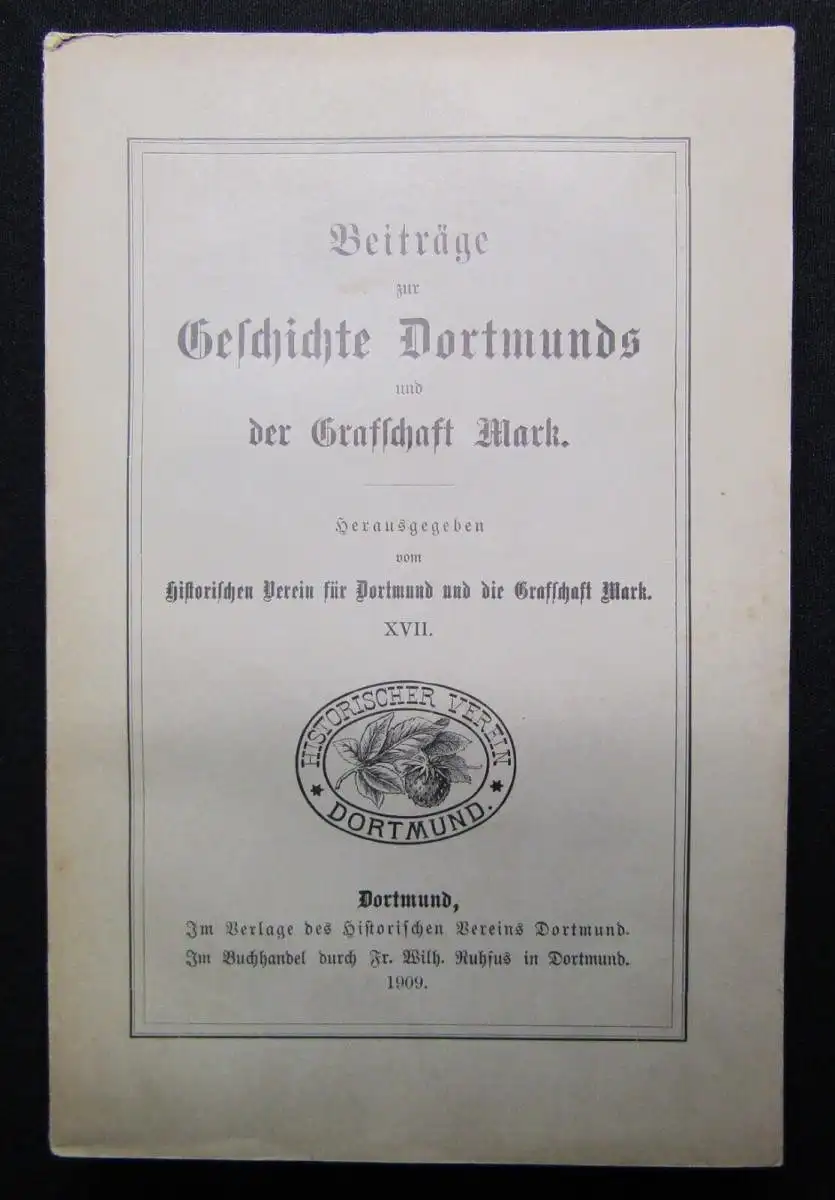 Beiträge
zur
Geſchichte Dortmunds
und
der Grafſchaft Mark.
Herausgegeben
vom
Hiſtoriſchen Verein für Dortmund und die Grafſchaft Mark.
XVII.
HISTORISCHER VEREIN
* DORTMUND. *
Dortmund,
Im Verlage des Hiſtoriſchen Vereins Dortmund.
Im Buchhandel durch Fr. Wilh. Ruhfus in Dortmund.
1909.